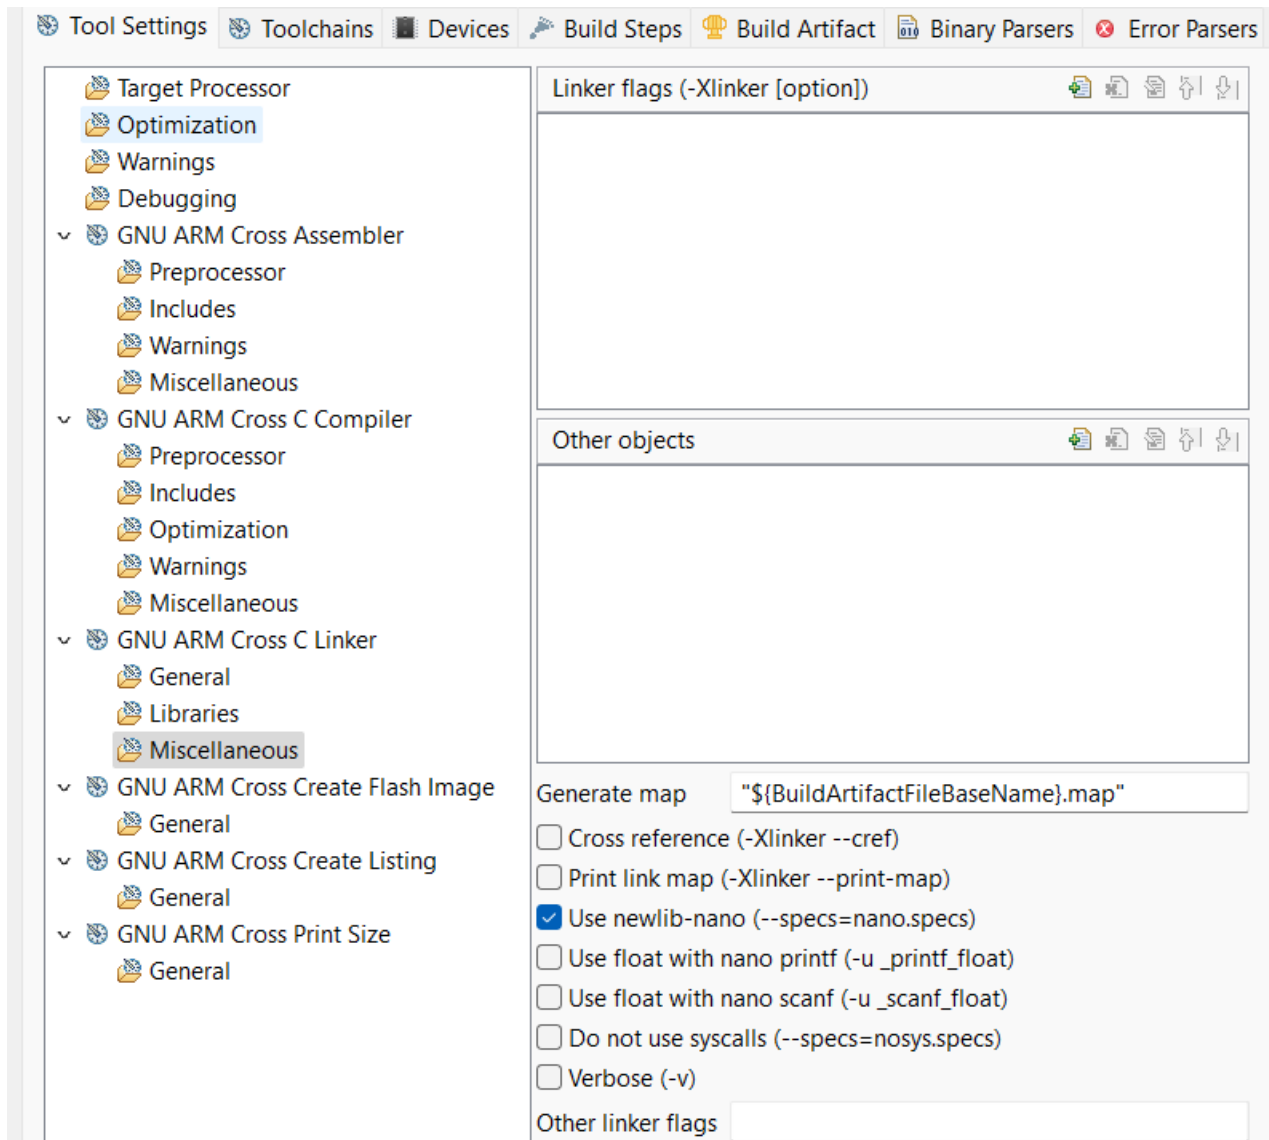 Tool Settings Toolchains Devices Build Steps Build Artifact Binary Parsers Error Parsers
Target Processor
Optimization
Warnings
Debugging
GNU ARM Cross Assembler
Preprocessor
Includes
Warnings
Miscellaneous
GNU ARM Cross C Compiler
Preprocessor
Includes
Optimization
Warnings
Miscellaneous
GNU ARM Cross C Linker
General
Libraries
Miscellaneous
GNU ARM Cross Create Flash Image
General
GNU ARM Cross Create Listing
General
GNU ARM Cross Print Size
General
Linker flags (-Xlinker [option])
Other objects
Generate map "${BuildArtifactFileBaseName}.map"
Cross reference (-Xlinker --cref)
Print link map (-Xlinker --print-map)
Use newlib-nano (--specs=nano.specs)
Use float with nano printf (-u _printf_float)
Use float with nano scanf (-u _scanf_float)
Do not use syscalls (--specs=nosys.specs)
Verbose (-v)
Other linker flags